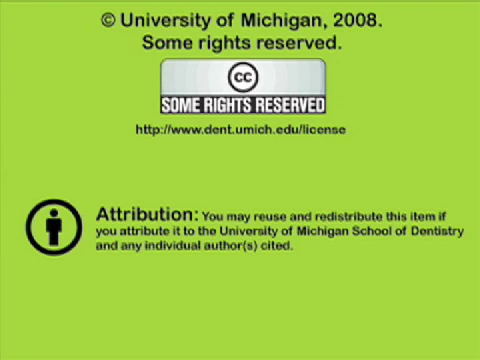 © University of Michigan, 2008.
Some rights reserved.
cc
SOME RIGHTS RESERVED
http://www.dent.umich.edu/license
Attribution: You may reuse and redistribute this item if
you attribute it to the University of Michigan School of Dentistry
and any individual author(s) cited.